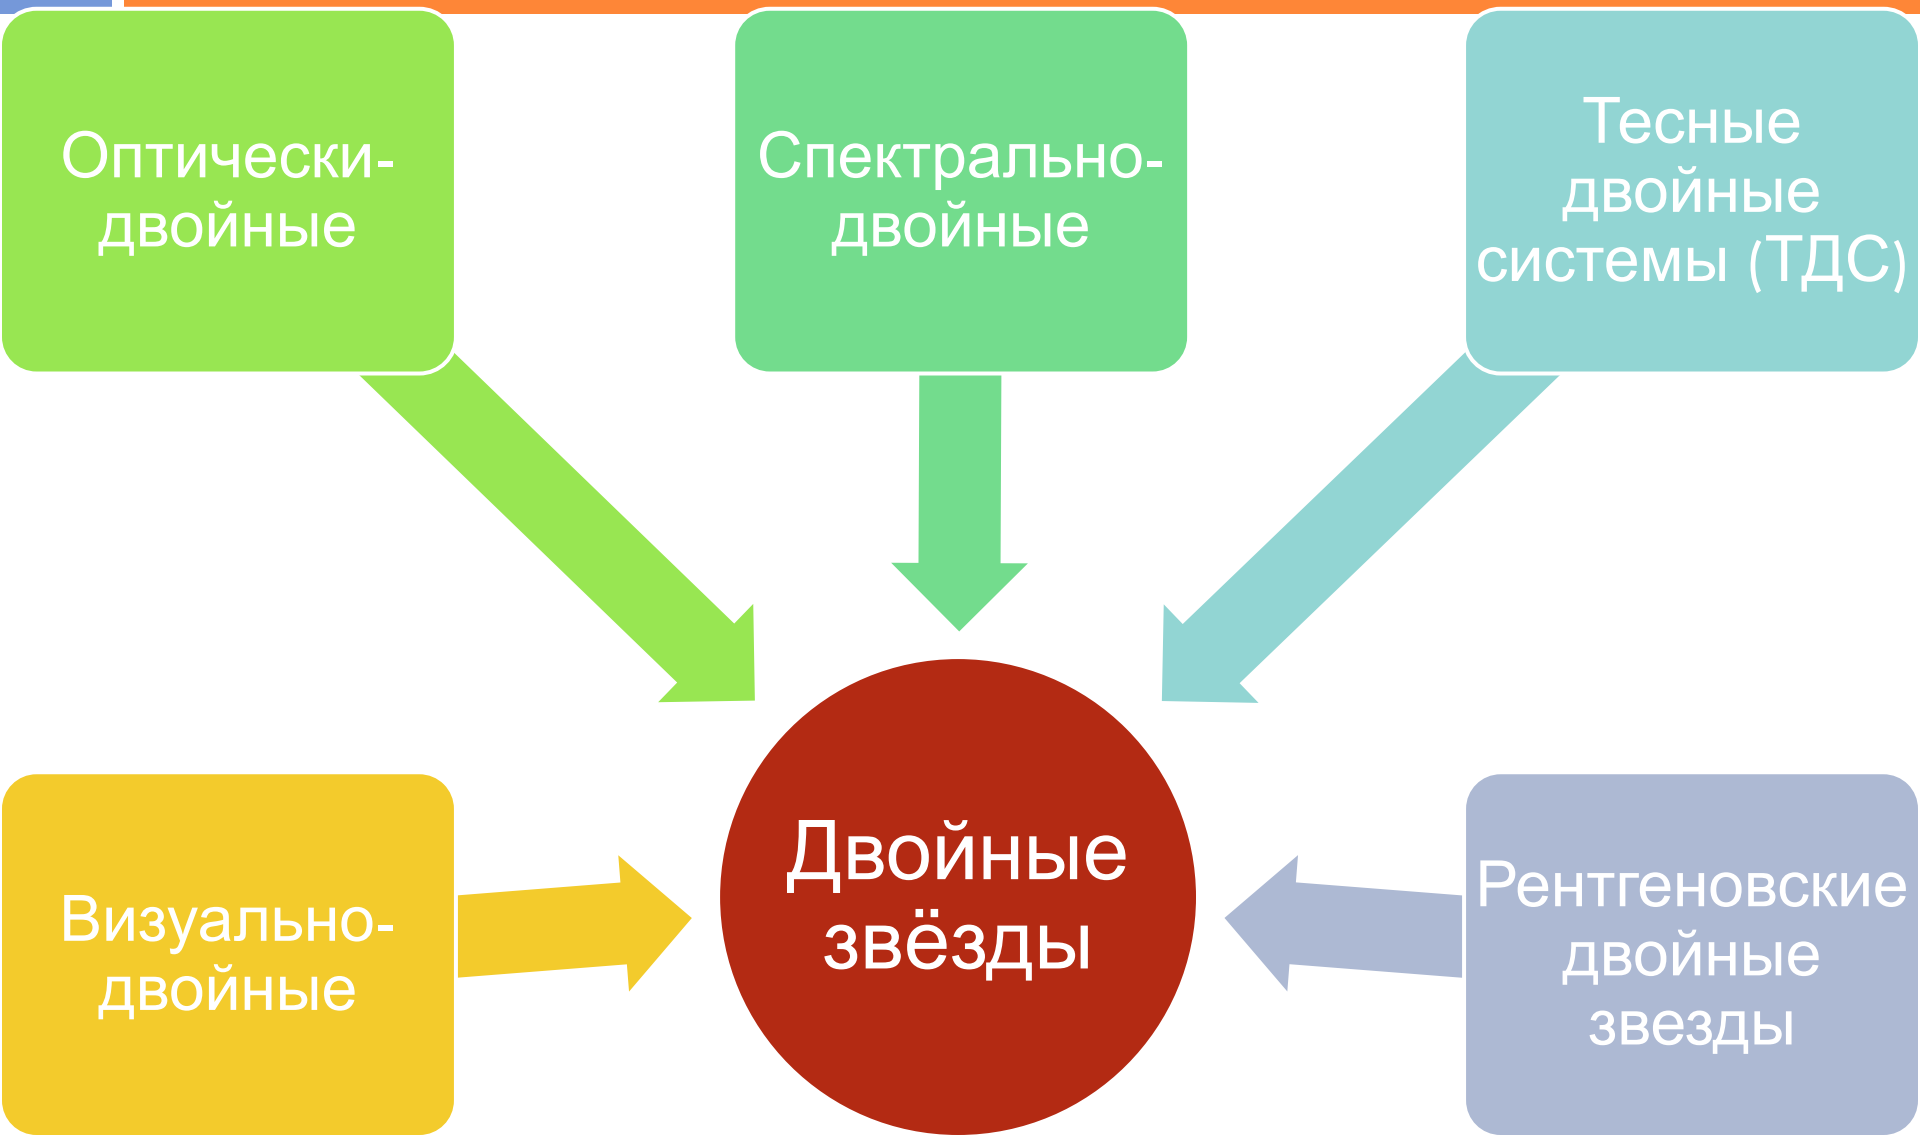 Оптически-
двойные
Спектрально-
двойные
Тесные
двойные
системы (ТДС)
Визуально-
двойные
Двойные
звёзды
Рентгеновские
двойные
звезды